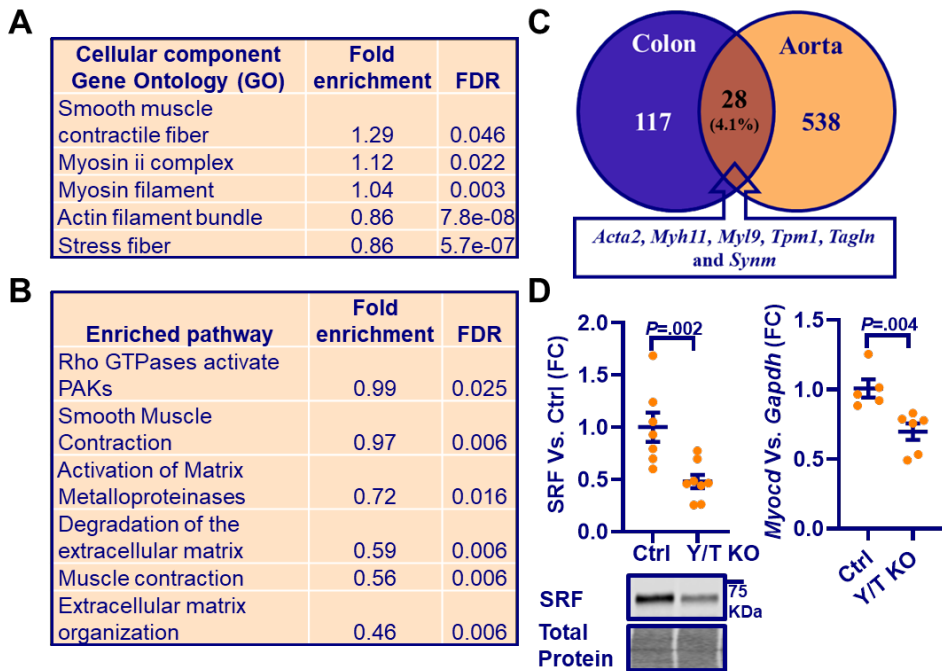 A
Cellular component Fold
Gene Ontology (GO) enrichment FDR
Smooth muscle
contractile fiber 1.29 0.046
Myosin ii complex 1.12 0.022
Myosin filament 1.04 0.003
Actin filament bundle 0.86 7.8e-08
Stress fiber 0.86 5.7e-07
B
Fold
Enriched pathway enrichment FDR
Rho GTPases activate
PAKs 0.99 0.025
Smooth Muscle
Contraction 0.97 0.006
Activation of Matrix
Metalloproteinases 0.72 0.016
Degradation of the
extracellular matrix 0.59 0.006
Muscle contraction 0.56 0.006
Extracellular matrix
organization 0.46 0.006
C
Colon Aorta
28
(4.1%)
117 538
Acta2, Myh11, Myl9, Tpm1, Tagln
and Synm
D
SRF Vs. Ctrl (FC)
2.0
1.5
1.0
0.5
0.0
P=.002
Ctrl Y/T KO
SRF
75
KDa
Total
Protein
Myocd Vs. Gapdh (FC)
1.5
1.0
0.5
0.0
P=.004
Ctrl
Y/T KO